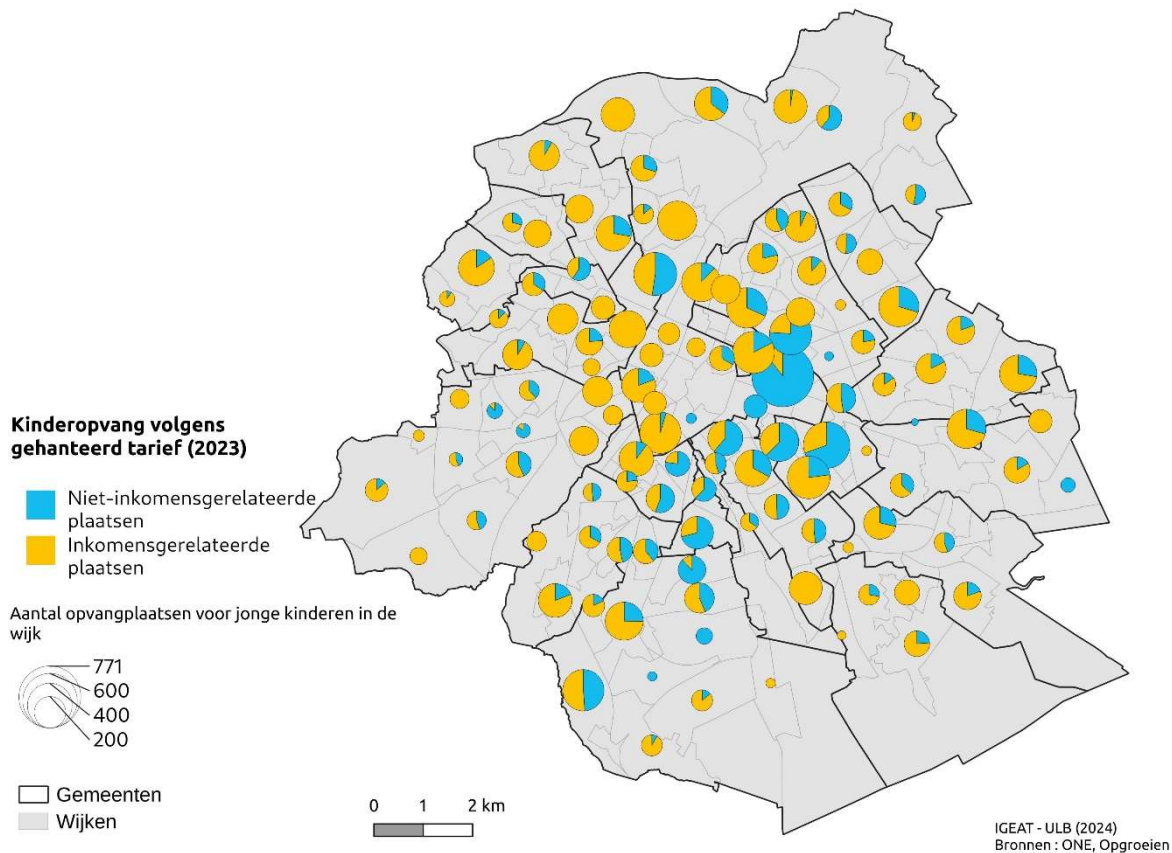 Kinderopvang volgens
gehanteerd tarief (2023)
Niet-inkomensgerelateerde
plaatsen
Inkomensgerelateerde
plaatsen
Aantal opvangplaatsen voor jonge kinderen in de
wijk
771
600
400
200
Gemeenten
Wijken
0 1 2 km
IGEAT - ULB (2024)
Bronnen : ONE, Opgroeien